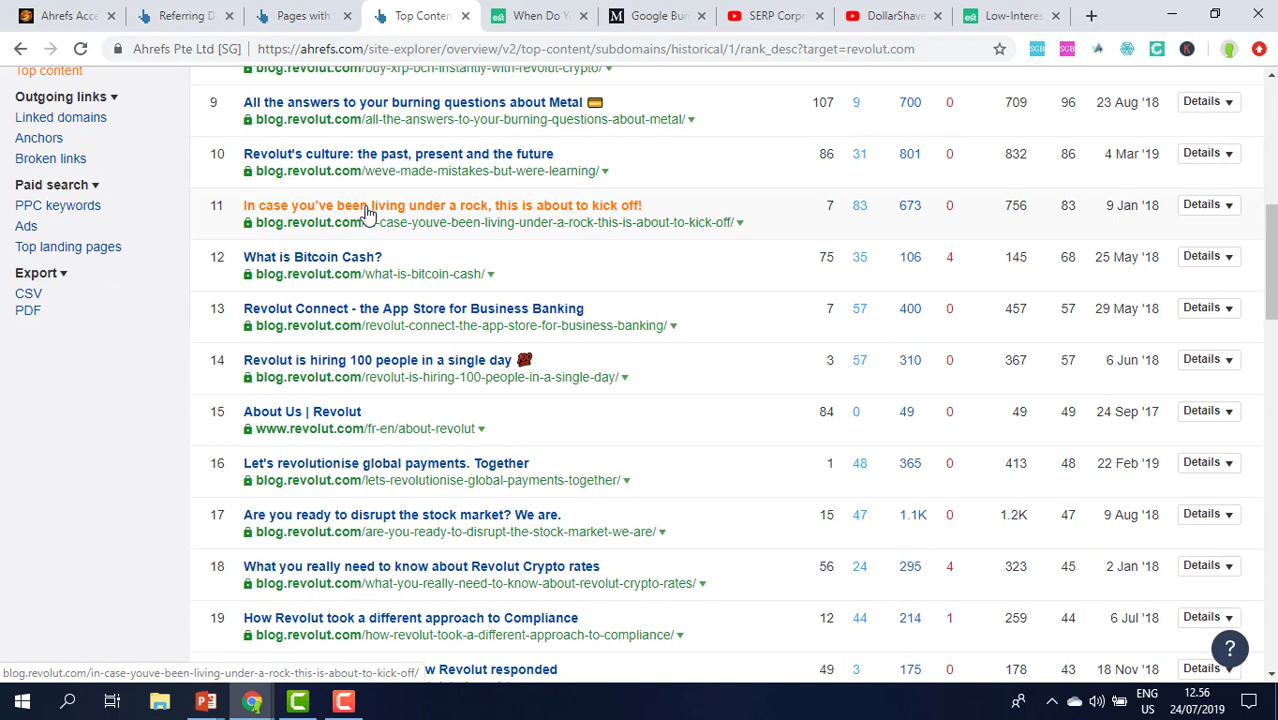 Ahrefs Acce
Referring D
Pages with
Top Conten
When Do Yo
Google Bur
SERP Corpr
DollarShave
Low-Interes
Ahrefs Pte Ltd [SG] https://ahrefs.com/site-explorer/overview/v2/top-content/subdomains/historical/1/rank_desc?target=revolut.com
Top content
Outgoing links
Linked domains
Anchors
Broken links
Paid search
PPC keywords
Ads
Top landing pages
Export
CSV
PDF
blog.revolut.com/buy-xrp-bch-instantly-with-revolut-crypto/
9 All the answers to your burning questions about Metal 107 9 700 0 709 96 23 Aug '18 Details
blog.revolut.com/all-the-answers-to-your-burning-questions-about-metal/
10 Revolut's culture: the past, present and the future 86 31 801 0 832 86 4 Mar '19 Details
blog.revolut.com/weve-made-mistakes-but-were-learning/
11 In case you've been living under a rock, this is about to kick off! 7 83 673 0 756 83 9 Jan '18 Details
blog.revolut.com/ -case-youve-been-living-under-a-rock-this-is-about-to-kick-off/
12 What is Bitcoin Cash? 75 35 106 4 145 68 25 May '18 Details
blog.revolut.com/what-is-bitcoin-cash/
13 Revolut Connect - the App Store for Business Banking 7 57 400 0 457 57 29 May '18 Details
blog.revolut.com/revolut-connect-the-app-store-for-business-banking/
14 Revolut is hiring 100 people in a single day 💯 3 57 310 0 367 57 6 Jun '18 Details
blog.revolut.com/revolut-is-hiring-100-people-in-a-single-day/
15 About Us | Revolut 84 0 49 0 49 49 24 Sep '17 Details
www.revolut.com/fr-en/about-revolut
16 Let's revolutionise global payments. Together 1 48 365 0 413 48 22 Feb '19 Details
blog.revolut.com/lets-revolutionise-global-payments-together/
17 Are you ready to disrupt the stock market? We are. 15 47 1.1K 0 1.2K 47 9 Aug '18 Details
blog.revolut.com/are-you-ready-to-disrupt-the-stock-market-we-are/
18 What you really need to know about Revolut Crypto rates 56 24 295 4 323 45 2 Jan '18 Details
blog.revolut.com/what-you-really-need-to-know-about-revolut-crypto-rates/
19 How Revolut took a different approach to Compliance 12 44 214 1 259 44 6 Jul '18 Details
blog.revolut.com/how-revolut-took-a-different-approach-to-compliance/
w Revolut responded 49 3 175 0 178 43 18 Nov '18 Details
?
blog.revolut.com/in-case-youve-been-living-under-a-rock-this-is-about-to-kick-off/
ENG
US
12.56
24/07/2019